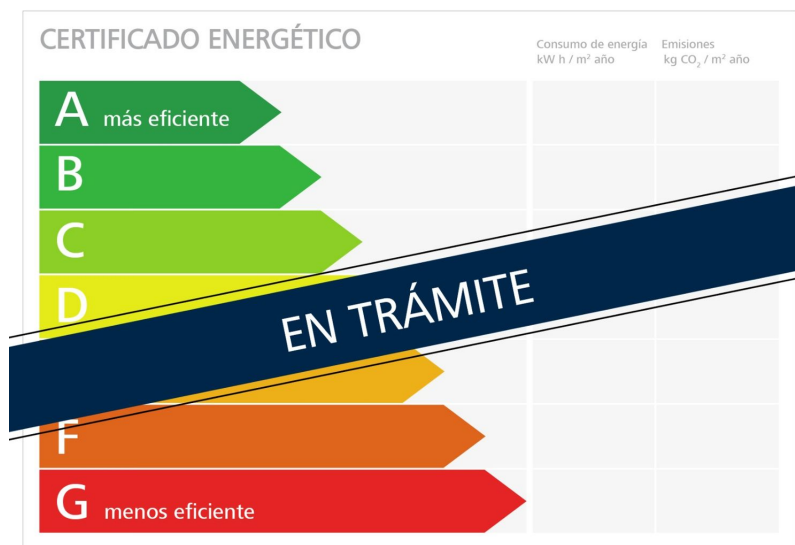 CERTIFICADO ENERGÉTICO
Consumo de energía
kW h / m² año
Emisiones
kg CO₂ / m² año
A más eficiente
B
C
D
EN TRÁMITE
F
G menos eficiente